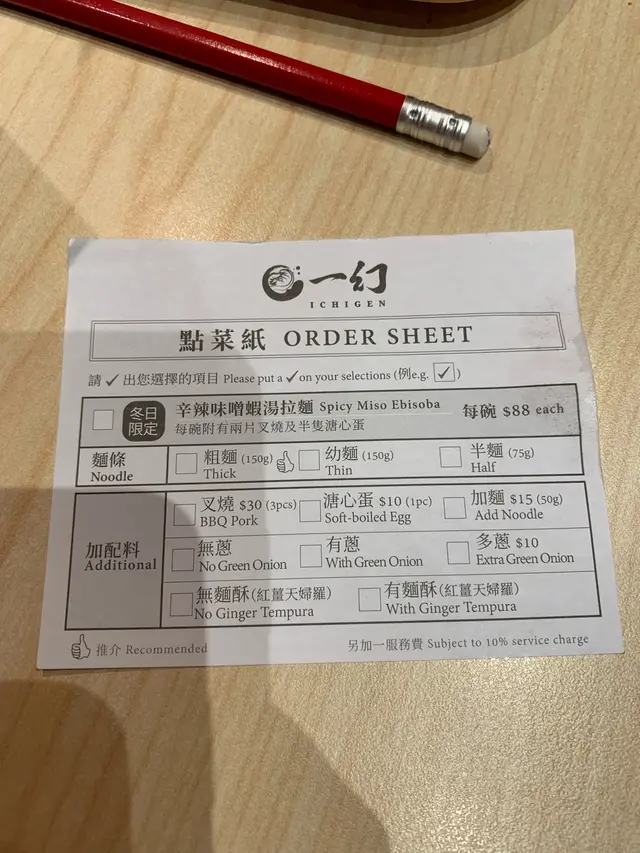 一幻
ICHIGEN
點菜紙 ORDER SHEET
請✓出您選擇的項目 Please put a ✓ on your selections (例e.g. ✓)
冬日限定 辛辣味噌蝦湯拉麵 Spicy Miso Ebisoba 每碗 $88 each
每碗附有兩片叉燒及半隻溏心蛋
麵條 粗麵 (150g) 幼麵 (150g) 半麵 (75g)
Noodle Thick Thin Half
叉燒 $30 (3pcs) 溏心蛋 $10 (1pc) 加麵 $15 (50g)
BBQ Pork Soft-boiled Egg Add Noodle
加配料 無蔥 有蔥 多蔥 $10
Additional No Green Onion With Green Onion Extra Green Onion
無麵酥(紅薑天婦羅) 有麵酥(紅薑天婦羅)
No Ginger Tempura With Ginger Tempura
推介 Recommended 另加一服務費 Subject to 10% service charge